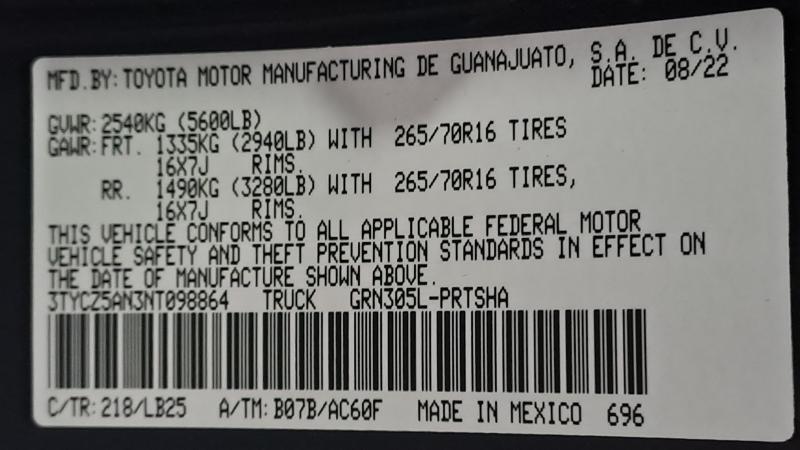 MFD.BY: TOYOTA MOTOR MANUFACTURING DE GUANAJUATO, S.A. DE C.V.
DATE: 08/22
GVWR: 2540KG (5600LB)
GAWR: FRT. 1335KG (2940LB) WITH 265/70R16 TIRES
16X7J RIMS.
RR. 1490KG (3280LB) WITH 265/70R16 TIRES,
16X7J RIMS.
THIS VEHICLE CONFORMS TO ALL APPLICABLE FEDERAL MOTOR
VEHICLE SAFETY AND THEFT PREVENTION STANDARDS IN EFFECT ON
THE DATE OF MANUFACTURE SHOWN ABOVE.
3TYCZ5AN3NT098864 TRUCK GRN305L-PRTSHA
C/TR: 218/LB25 A/TM: B07B/AC60F MADE IN MEXICO 696